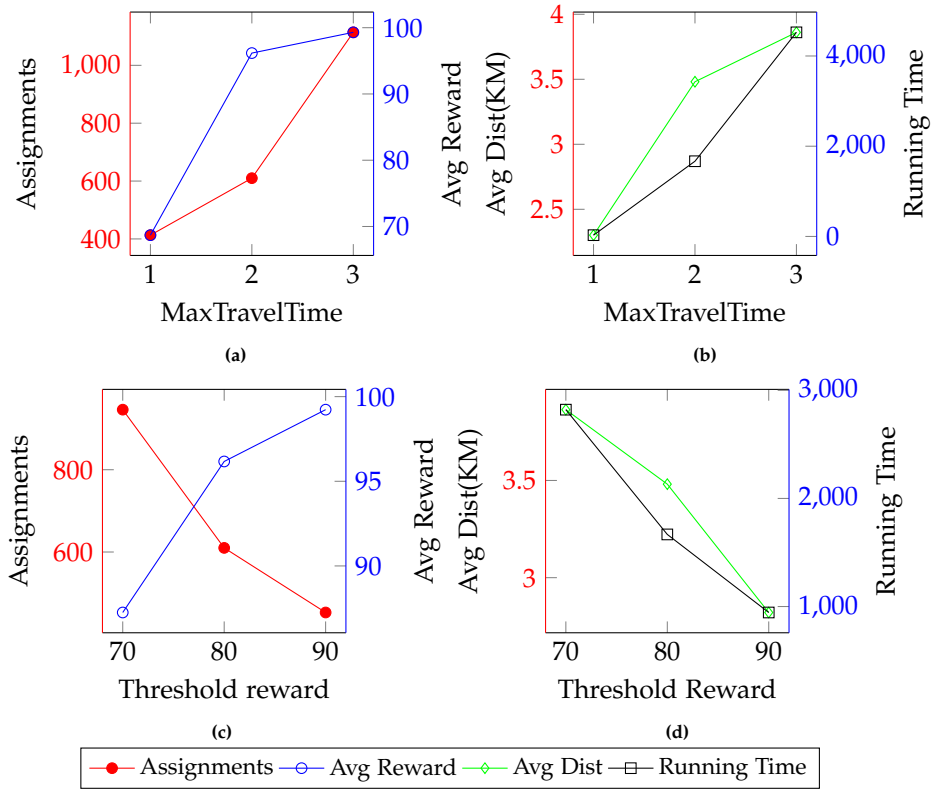 Assignments
1,000
800
600
400
100
90
80
70
Avg Reward
1
2
3
MaxTravelTime
(a)
Avg Dist(KM)
4
3.5
3
2.5
4,000
2,000
0
Running Time
1
2
3
MaxTravelTime
(b)
Assignments
800
600
100
95
90
Avg Reward
70
80
90
Threshold reward
(c)
Avg Dist(KM)
3.5
3
3,000
2,000
1,000
Running Time
70
80
90
Threshold Reward
(d)
Assignments
Avg Reward
Avg Dist
Running Time